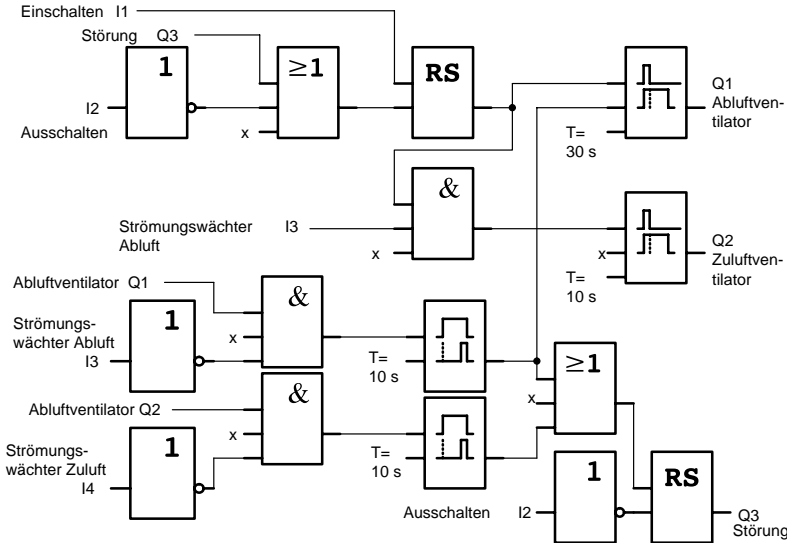 Einschalten I1
Störung Q3
1
≥1
RS
Q1
Abluftven-
tilator
I2
Ausschalten
x
T=
30 s
&
Strömungswächter
Abluft
I3
x
x
Q2
Zuluftven-
tilator
T=
10 s
Abluftventilator Q1
&
Strömungs-
wächter Abluft
1
x
I3
T=
10 s
≥1
&
Abluftventilator Q2
x
x
Strömungs-
wächter Zuluft
1
T=
10 s
I4
1
RS
Ausschalten I2
Q3
Störung